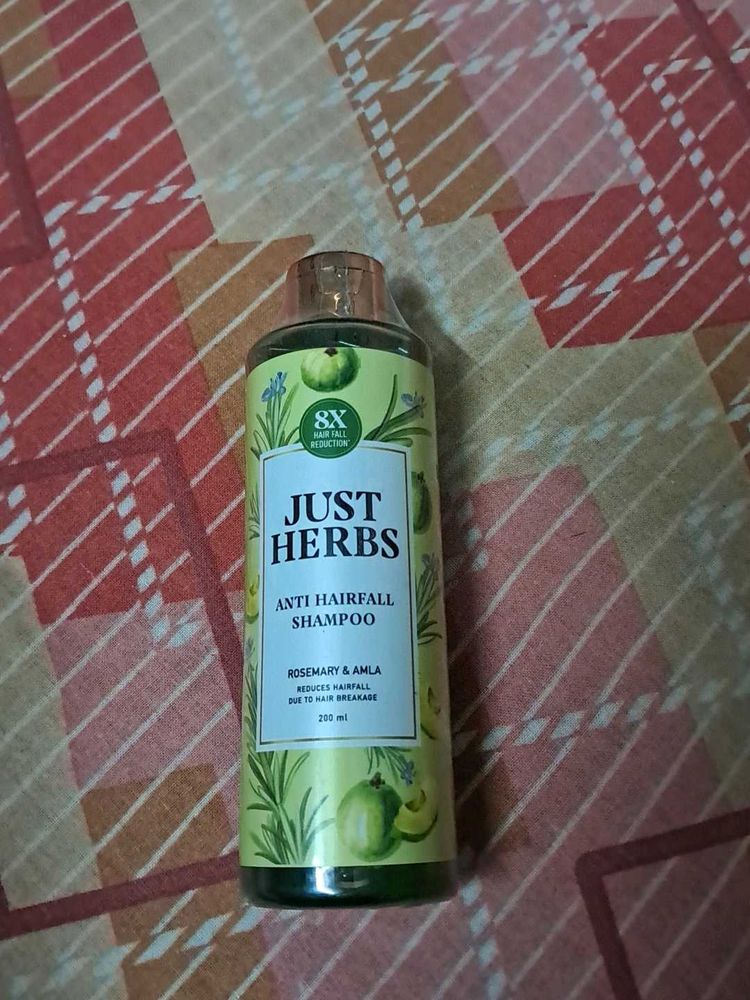 8X
HAIR FALL
REDUCTION*
JUST
HERBS
ANTI HAIRFALL
SHAMPOO
ROSEMARY & AMLA
REDUCES HAIRFALL
DUE TO HAIR BREAKAGE
200 ml